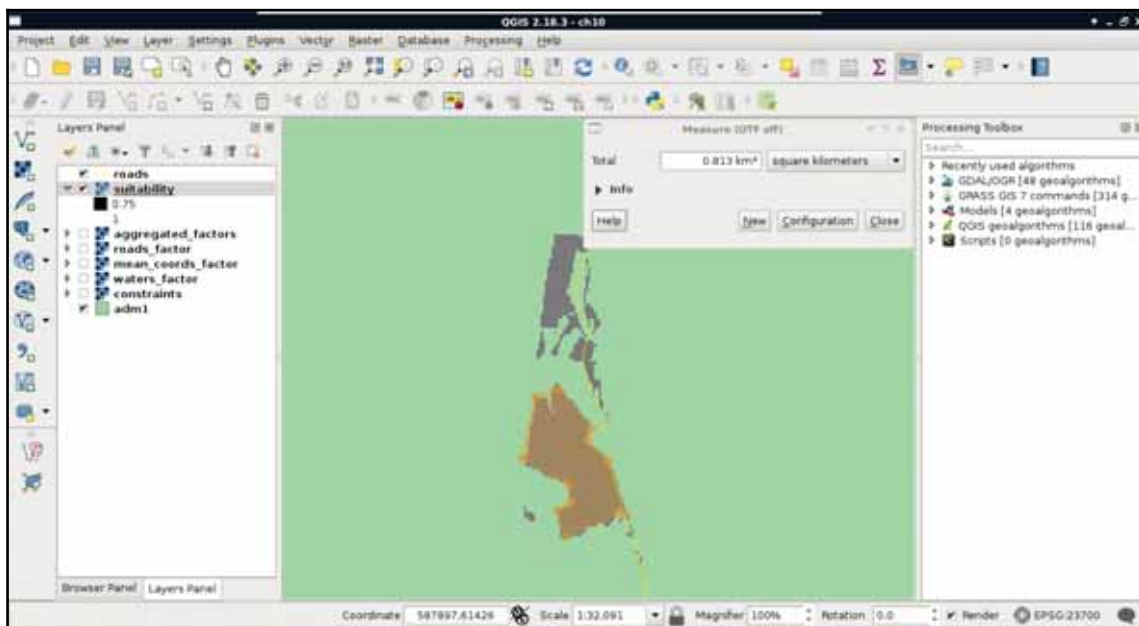 QGIS 2.18.3 - ch10
Project Edit View Layer Settings Plugins Vector Raster Database Processing Help
Layers Panel
roads
suitability
0.75
1
aggregated_factors
roads_factor
mean_coords_factor
waters_factor
constraints
adm1
Browser Panel Layers Panel
Measure (OTF off)
Total 0.813 km² square kilometers
Info
Help New Configuration Close
Processing Toolbox
Search...
Recently used algorithms
GDAL/OGR [48 geoalgorithms]
GRASS GIS 7 commands [314 g...
Models [4 geoalgorithms]
QGIS geoalgorithms [116 geoal...
Scripts [0 geoalgorithms]
Coordinate 587897,61426 Scale 1:32,091 Magnifier 100% Rotation 0.0 Render EPSG:23700